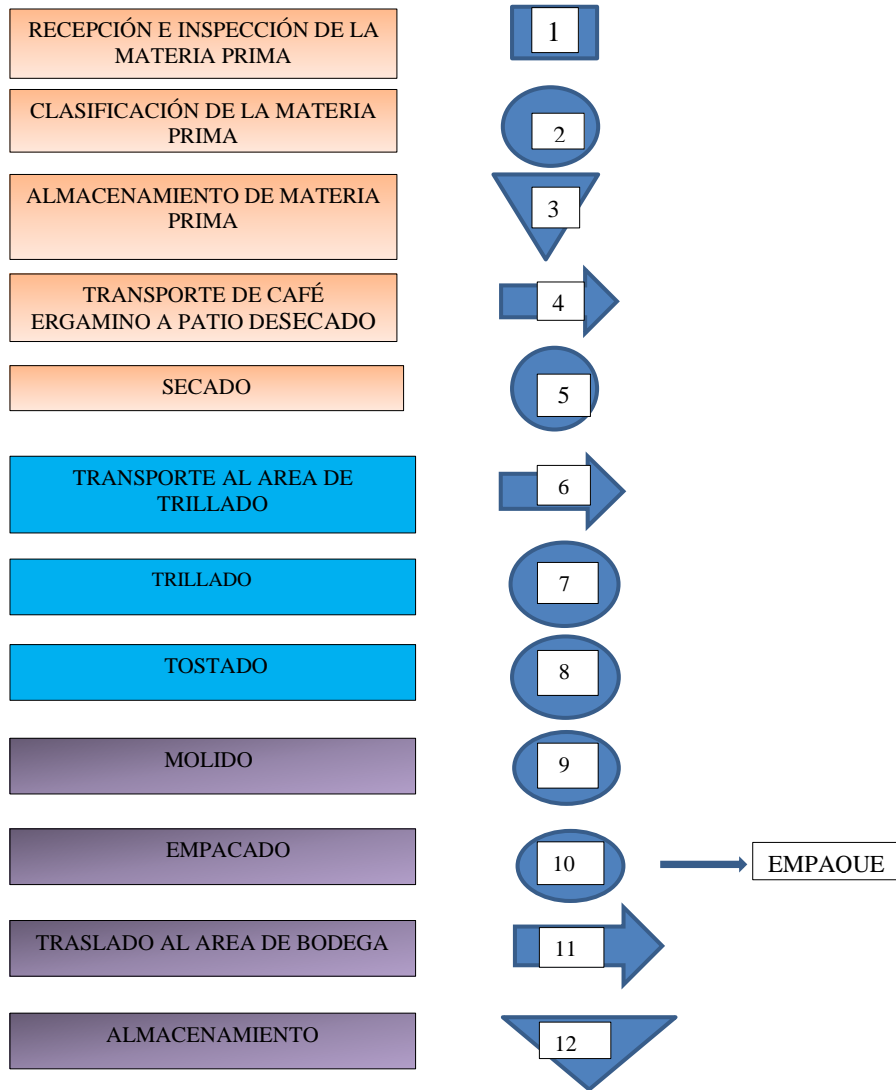 RECEPCIÓN E INSPECCIÓN DE LA
MATERIA PRIMA
1
CLASIFICACIÓN DE LA MATERIA
PRIMA
2
ALMACENAMIENTO DE MATERIA
PRIMA
3
TRANSPORTE DE CAFÉ
ERGAMINO A PATIO DESECADO
4
SECADO
5
TRANSPORTE AL AREA DE
TRILLADO
6
TRILLADO
7
TOSTADO
8
MOLIDO
9
EMPACADO
10
EMPAQUE
TRASLADO AL AREA DE BODEGA
11
ALMACENAMIENTO
12